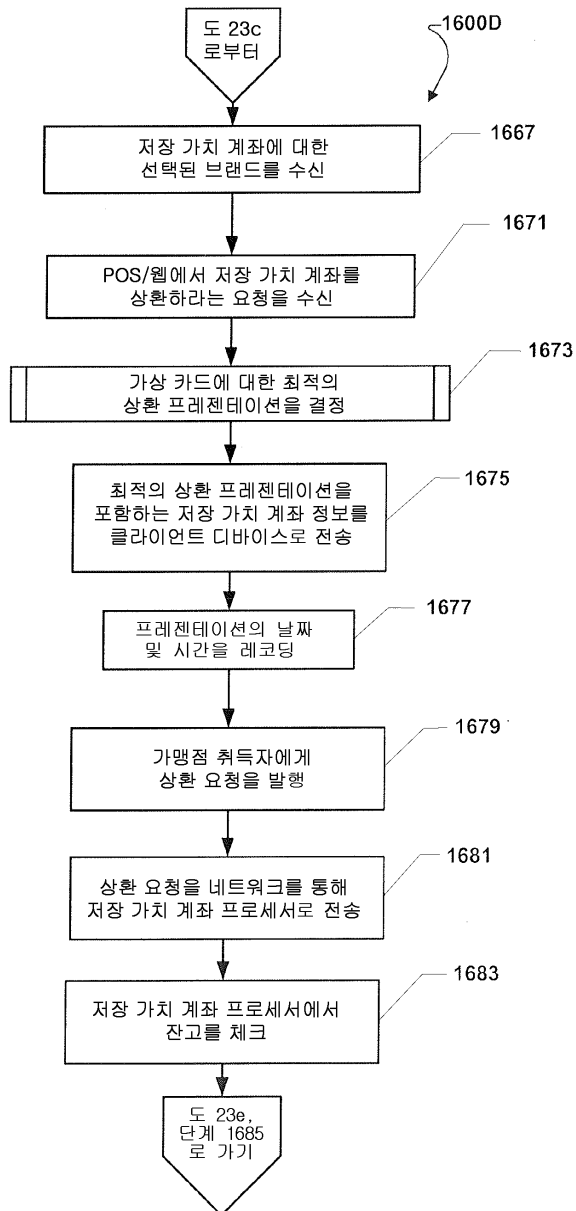 도 23c
로부터
1600D
저장 가치 계좌에 대한
선택된 브랜드를 수신
1667
1671
POS/웹에서 저장 가치 계좌를
상환하라는 요청을 수신
1673
가상 카드에 대한 최적의
상환 프레젠테이션을 결정
1675
최적의 상환 프레젠테이션을
포함하는 저장 가치 계좌 정보를
클라이언트 디바이스로 전송
1677
프레젠테이션의 날짜
및 시간을 레코딩
1679
가맹점 취득자에게
상환 요청을 발행
1681
상환 요청을 네트워크를 통해
저장 가치 계좌 프로세서로 전송
1683
저장 가치 계좌 프로세서에서
잔고를 체크
도 23e,
단계 1685
로 가기